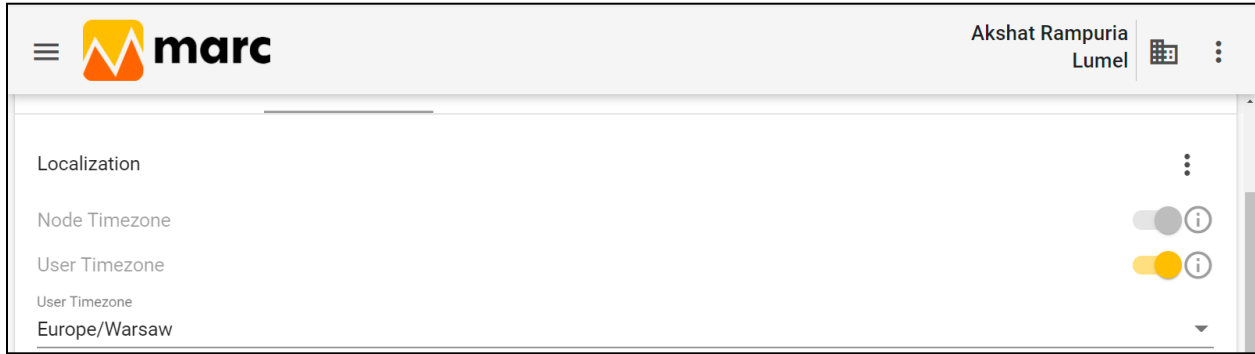 marc
Akshat Rampuria
Lumel
Localization
Node Timezone
User Timezone
User Timezone
Europe/Warsaw